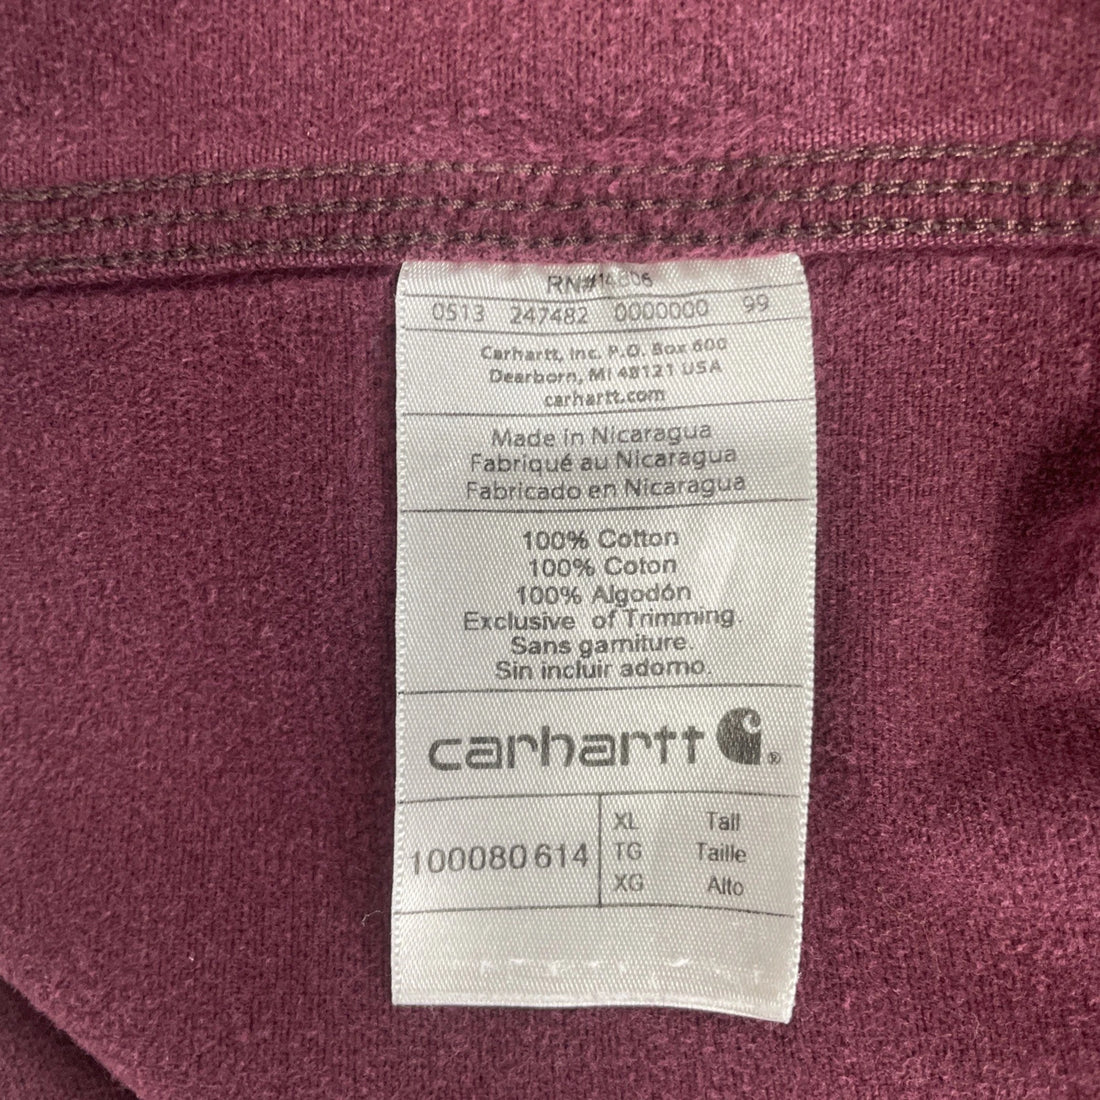 RN#14806
0513 247482 0000000 99
Carhartt, Inc. P.O. Box 600
Dearborn, MI 48121 USA
carhartt.com
Made in Nicaragua
Fabriqué au Nicaragua
Fabricado en Nicaragua
100% Cotton
100% Coton
100% Algodón
Exclusive of Trimming.
Sans garniture.
Sin incluir adorno.
carhartt ®
100080 614
XL Tall
TG Taille
XG Alto